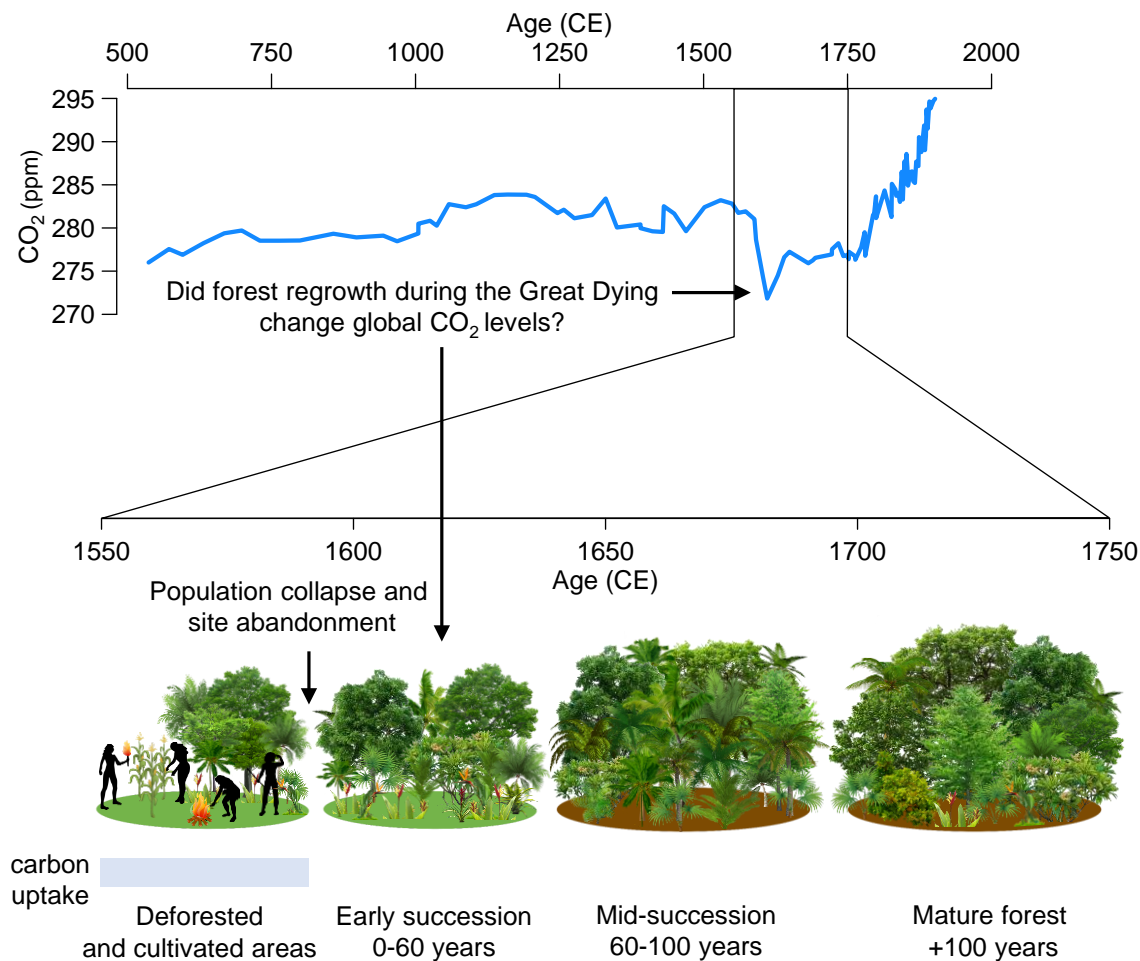 Age (CE)
500 750 1000 1250 1500 1750 2000
295
290
285
280
275
270
CO₂ (ppm)
Did forest regrowth during the Great Dying
change global CO₂ levels?
1550 1600 1650 1700 1750
Age (CE)
Population collapse and
site abandonment
carbon
uptake
Deforested
and cultivated areas
Early succession
0-60 years
Mid-succession
60-100 years
Mature forest
+100 years